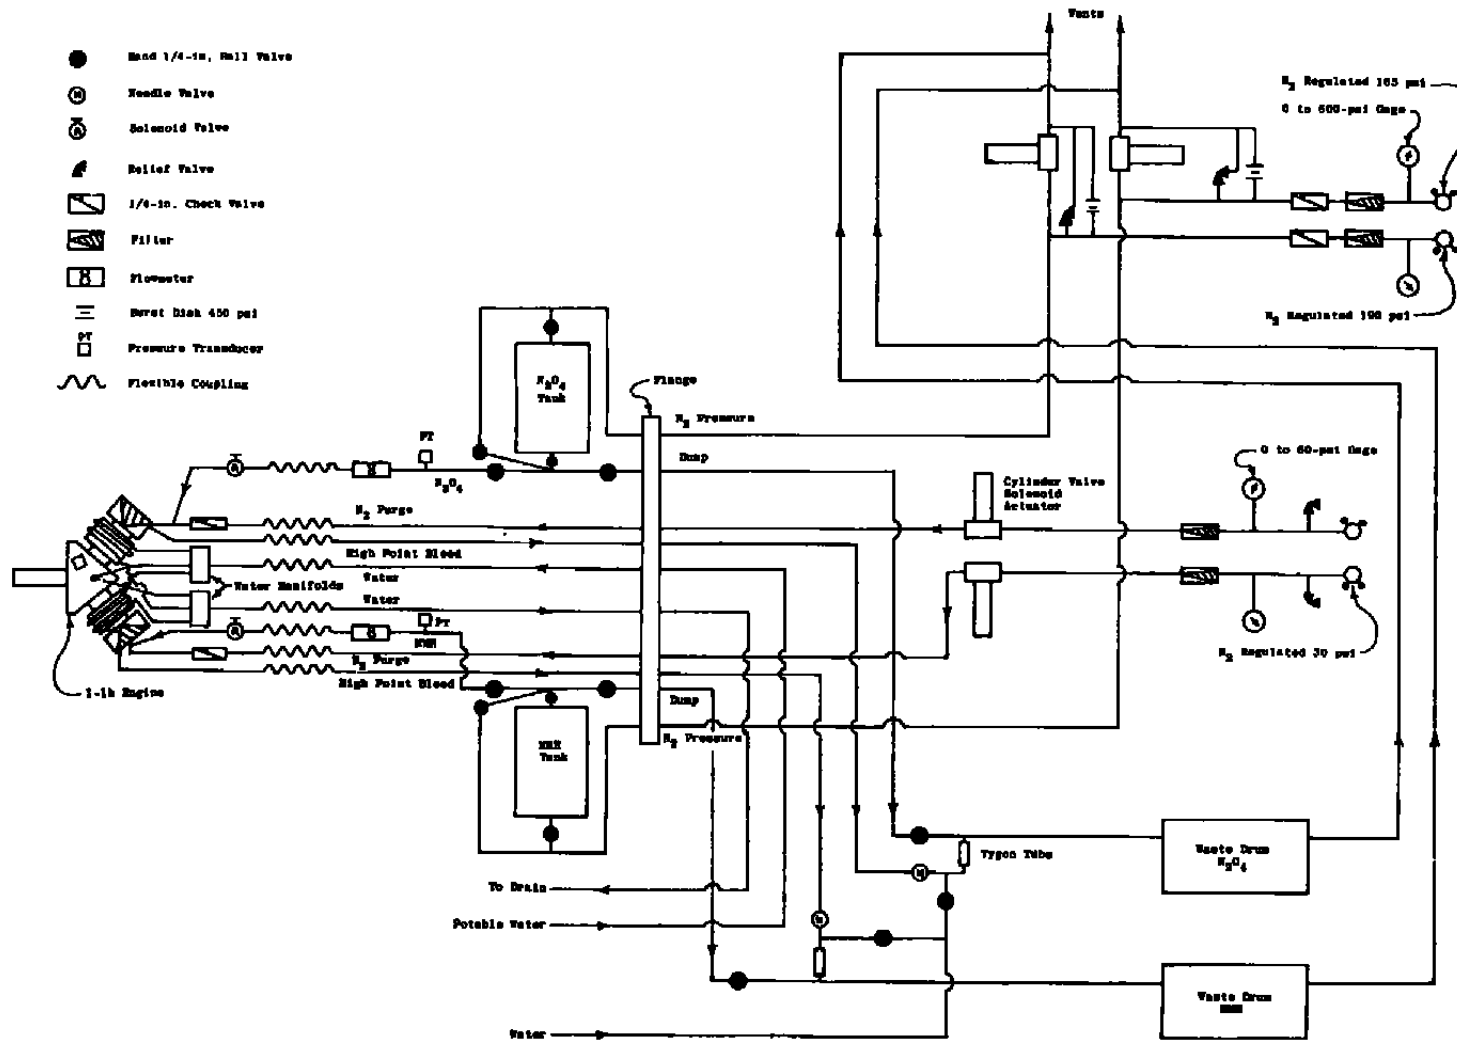 Vents
Hand 1/4-in. Ball Valve
Needle Valve
Solenoid Valve
Relief Valve
1/4-in. Check Valve
Filter
Flowmeter
Burst Disk 450 psi
PT
Pressure Transducer
Flexible Coupling
N2 Regulated 165 psi
0 to 600-psi Gage
N2 Regulated 190 psi
N2O4
Tank
Flange
N2 Pressure
PT
Dump
N2O4
0 to 60-psi Gage
Cylinder Valve
Solenoid
Actuator
N2 Purge
High Point Bleed
Water
Water Manifolds
Water
PT
MMH
N2 Purge
N2 Regulated 30 psi
High Point Bleed
1-lb Engine
Dump
N2 Pressure
MMH
Tank
Tygon Tube
Waste Drum
N2O4
To Drain
Potable Water
Waste Drum
Water